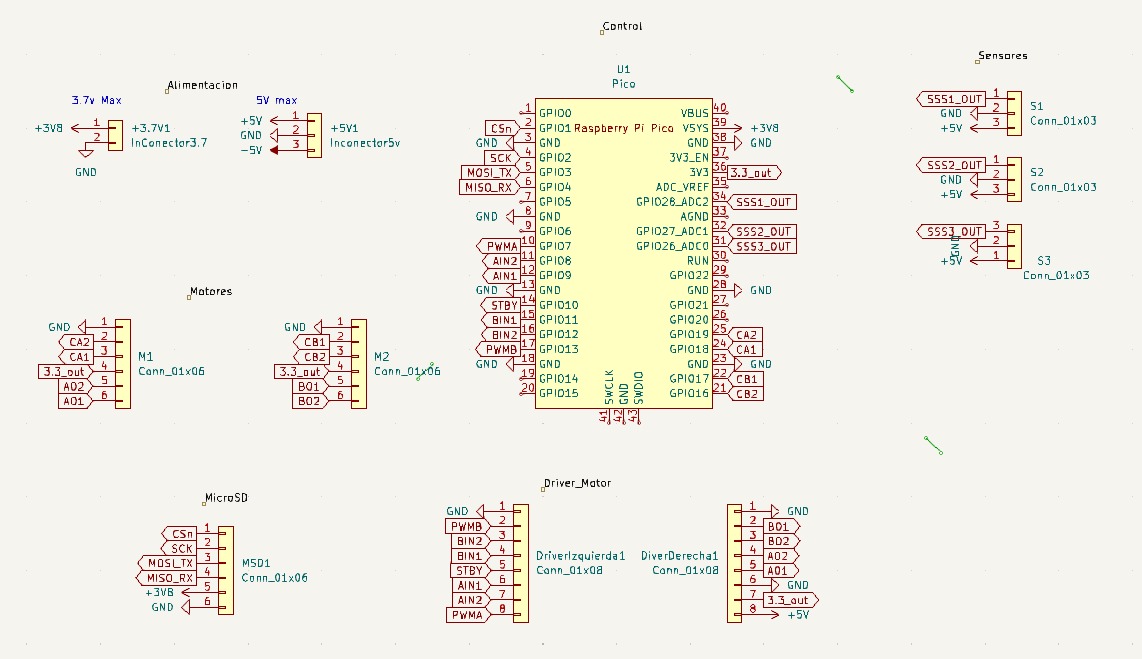 Control
Sensores
Alimentacion
3.7v Max
5V max
+3V8
1
2
+3.7V1
InConector3.7
GND
+5V
GND
-5V
1
2
3
+5V1
Inconector5v
U1
Pico
Raspberry Pi Pico
1 GPIO0
CSn 2 GPIO1
GND 3 GND
SCK 4 GPIO2
MOSI_TX 5 GPIO3
MISO_RX 6 GPIO4
7 GPIO5
GND 8 GND
9 GPIO6
PWMA 10 GPIO7
AIN2 11 GPIO8
AIN1 12 GPIO9
GND 13 GND
STBY 14 GPIO10
BIN1 15 GPIO11
BIN2 16 GPIO12
PWMB 17 GPIO13
GND 18 GND
19 GPIO14
20 GPIO15
VBUS 40
VSYS 39 +3V8
GND 38 GND
3V3_EN 37
3V3 36 3.3_out
ADC_VREF 35
GPIO28_ADC2 34 SSS1_OUT
AGND 33
GPIO27_ADC1 32 SSS2_OUT
GPIO26_ADC0 31 SSS3_OUT
RUN 30
GPIO22 29
GND 28 GND
GPIO21 27
GPIO20 26
GPIO19 25 CA2
GPIO18 24 CA1
GND 23 GND
GPIO17 22 CB1
GPIO16 21 CB2
SWCLK 41
GND 42
SWDIO 43
SSS1_OUT 1
GND 2
+5V 3
S1
Conn_01x03
SSS2_OUT 1
GND 2
+5V 3
S2
Conn_01x03
SSS3_OUT 3
GND 2
+5V 1
S3
Conn_01x03
Motores
GND 1
CA2 2
CA1 3
3.3_out 4
AO2 5
AO1 6
M1
Conn_01x06
GND 1
CB1 2
CB2 3
3.3_out 4
BO1 5
BO2 6
M2
Conn_01x06
MicroSD
CSn 1
SCK 2
MOSI_TX 3
MISO_RX 4
+3V8 5
GND 6
MSD1
Conn_01x06
Driver_Motor
GND 1
PWMB 2
BIN2 3
BIN1 4
STBY 5
AIN1 6
AIN2 7
PWMA 8
DriverIzquierda1
Conn_01x08
DiverDerecha1
Conn_01x08
1 GND
2 BO1
3 BO2
4 AO2
5 AO1
6 GND
7 3.3_out
8 +5V